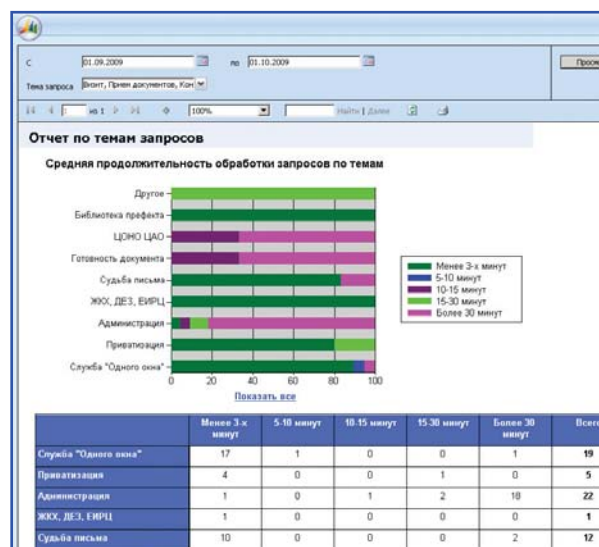 С 01.09.2009 по 01.10.2009 Просм
Тема запроса Визит, Прием документов, Кон
1 из 1 100% Найти | Далее
Отчет по темам запросов
Средняя продолжительность обработки запросов по темам
Другое
Библиотека префекта
ЦОНО ЦАО
Готовность документа
Судьба письма
ЖКХ, ДЕЗ, ЕИРЦ
Администрация
Приватизация
Служба "Одного окна"
0 20 40 60 80 100
Менее 3-х минут
5-10 минут
10-15 минут
15-30 минут
Более 30 минут
Показать все
Менее 3-х минут 5-10 минут 10-15 минут 15-30 минут Более 30 минут Всего
Служба "Одного окна" 17 1 0 0 1 19
Приватизация 4 0 0 1 0 5
Администрация 1 0 1 2 18 22
ЖКХ, ДЕЗ, ЕИРЦ 1 0 0 0 0 1
Судьба письма 10 0 0 0 2 12